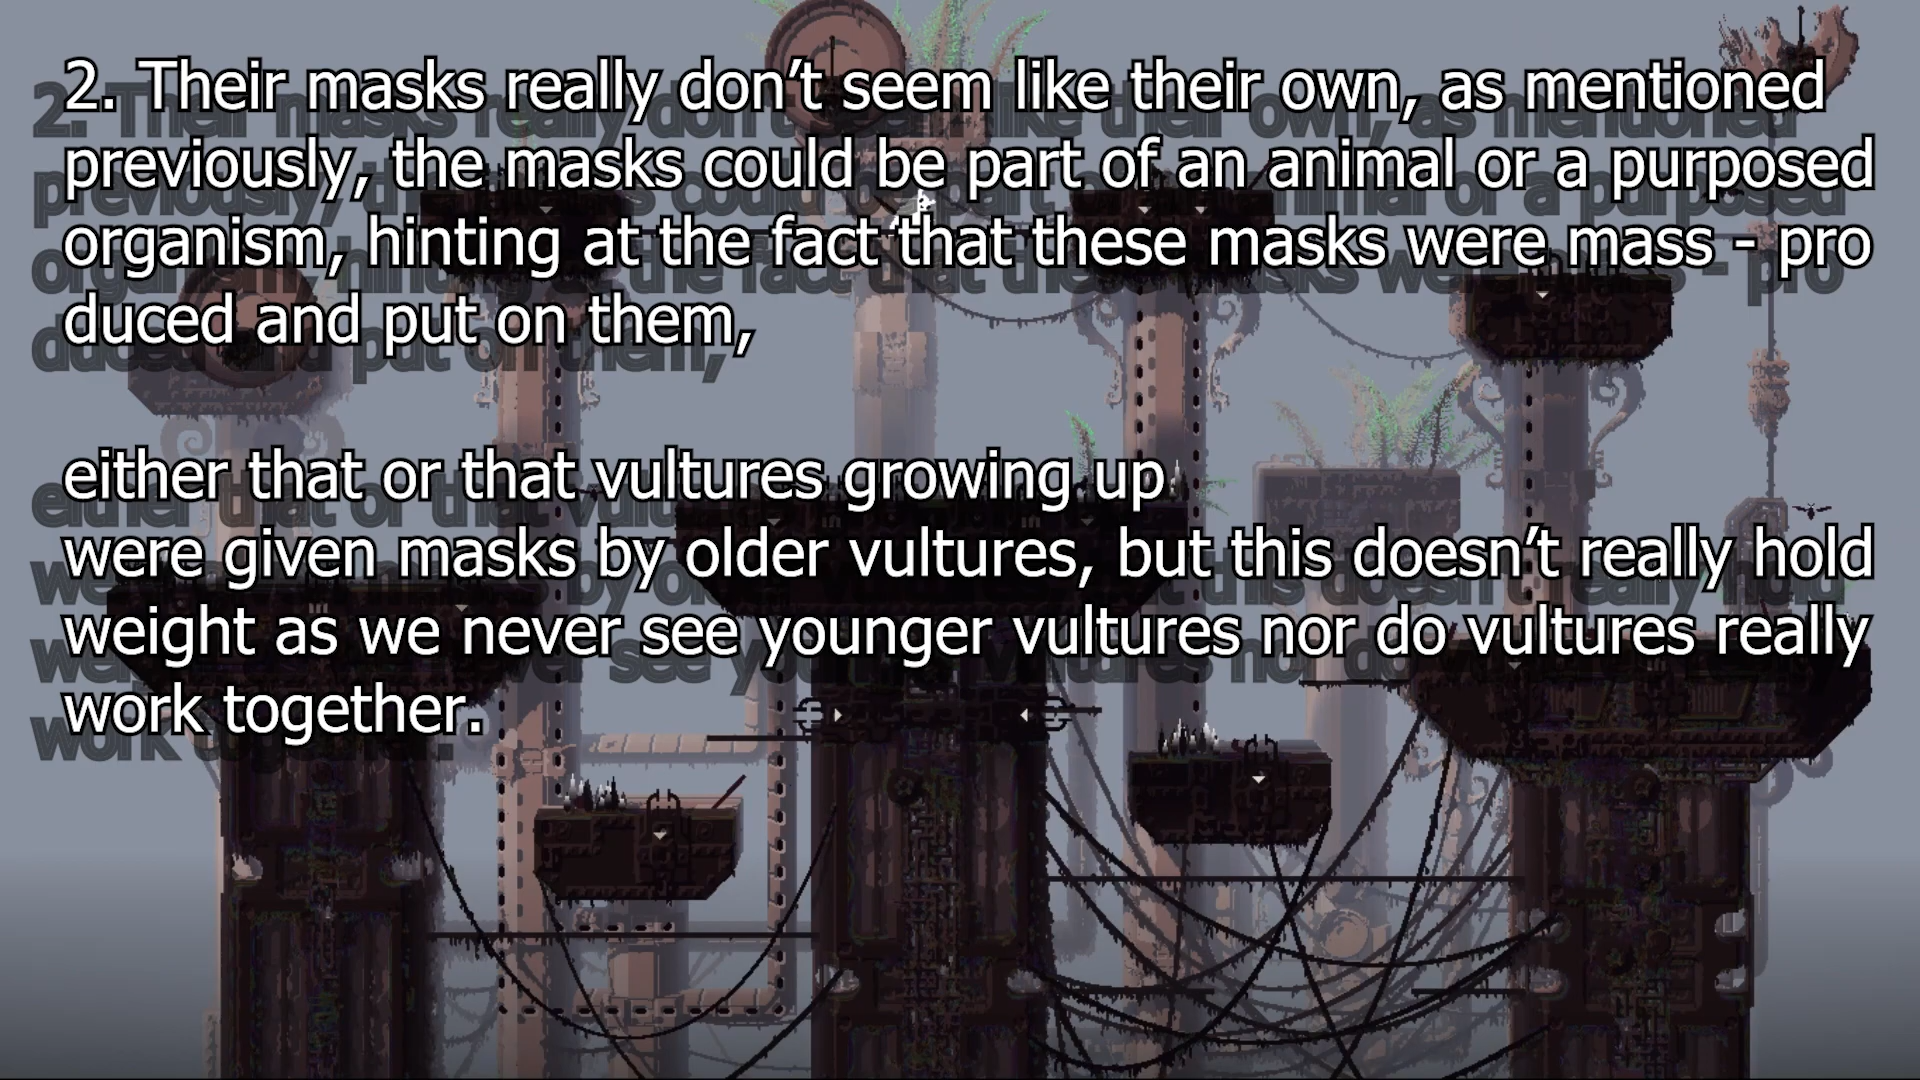 2. Their masks really don’t seem like their own, as mentioned
previously, the masks could be part of an animal or a purposed
organism, hinting at the fact that these masks were mass - pro
duced and put on them,
either that or that vultures growing up
were given masks by older vultures, but this doesn’t really hold
weight as we never see younger vultures nor do vultures really
work together.